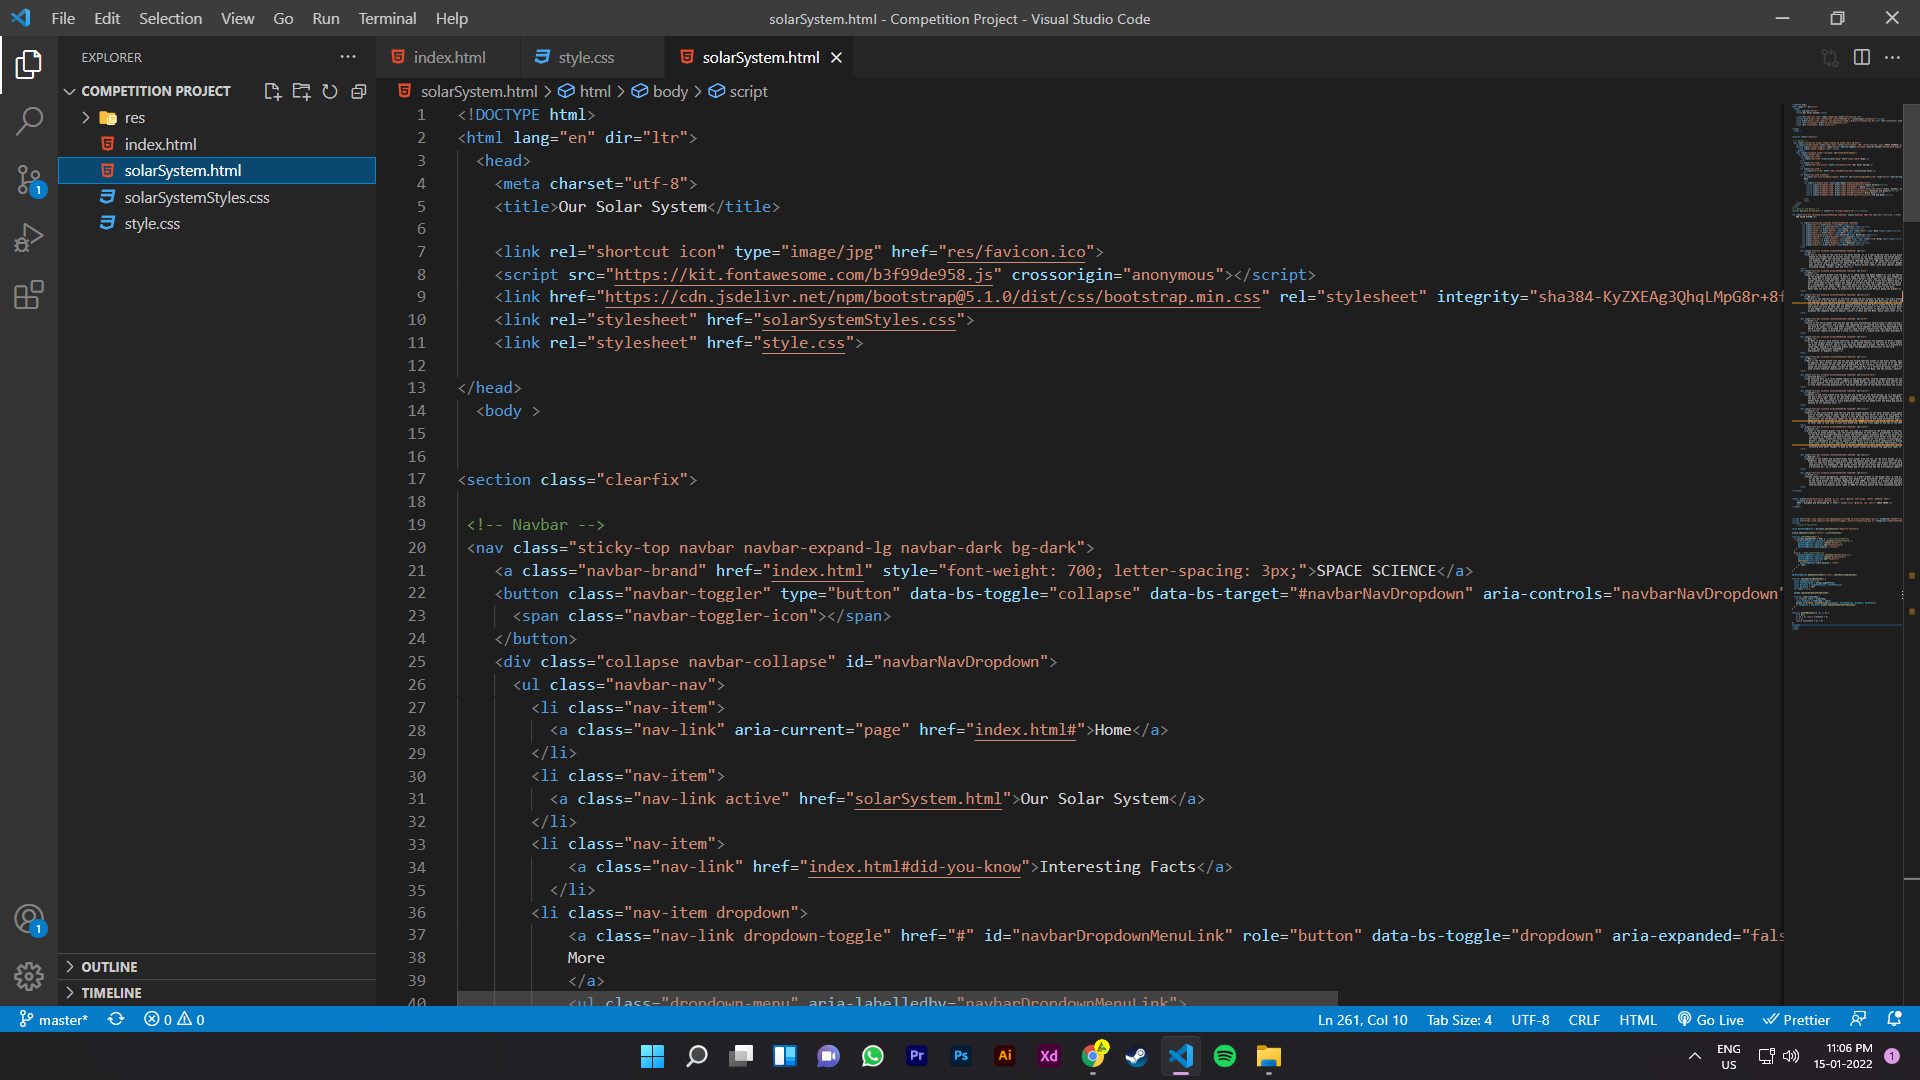 File Edit Selection View Go Run Terminal Help
solarSystem.html - Competition Project - Visual Studio Code
EXPLORER
COMPETITION PROJECT
res
index.html
solarSystem.html
solarSystemStyles.css
style.css
OUTLINE
TIMELINE
index.html
style.css
solarSystem.html
solarSystem.html > html > body > script
1 <!DOCTYPE html>
2 <html lang="en" dir="ltr">
3 <head>
4 <meta charset="utf-8">
5 <title>Our Solar System</title>
6
7 <link rel="shortcut icon" type="image/jpg" href="res/favicon.ico">
8 <script src="https://kit.fontawesome.com/b3f99de958.js" crossorigin="anonymous"></script>
9 <link href="https://cdn.jsdelivr.net/npm/bootstrap@5.1.0/dist/css/bootstrap.min.css" rel="stylesheet" integrity="sha384-KyZXEAg3QhqLMpG8r+8f
10 <link rel="stylesheet" href="solarSystemStyles.css">
11 <link rel="stylesheet" href="style.css">
12
13 </head>
14 <body >
15
16
17 <section class="clearfix">
18
19 <!-- Navbar -->
20 <nav class="sticky-top navbar navbar-expand-lg navbar-dark bg-dark">
21 <a class="navbar-brand" href="index.html" style="font-weight: 700; letter-spacing: 3px;">SPACE SCIENCE</a>
22 <button class="navbar-toggler" type="button" data-bs-toggle="collapse" data-bs-target="#navbarNavDropdown" aria-controls="navbarNavDropdown"
23 <span class="navbar-toggler-icon"></span>
24 </button>
25 <div class="collapse navbar-collapse" id="navbarNavDropdown">
26 <ul class="navbar-nav">
27 <li class="nav-item">
28 <a class="nav-link" aria-current="page" href="index.html#">Home</a>
29 </li>
30 <li class="nav-item">
31 <a class="nav-link active" href="solarSystem.html">Our Solar System</a>
32 </li>
33 <li class="nav-item">
34 <a class="nav-link" href="index.html#did-you-know">Interesting Facts</a>
35 </li>
36 <li class="nav-item dropdown">
37 <a class="nav-link dropdown-toggle" href="#" id="navbarDropdownMenuLink" role="button" data-bs-toggle="dropdown" aria-expanded="fals
38 More
39 </a>
40 <ul class="dropdown-menu" aria-labelledby="navbarDropdownMenuLink">
1
1
master* 0 0
Ln 261, Col 10 Tab Size: 4 UTF-8 CRLF HTML Go Live Prettier
Pr Ps Ai Xd
ENG
US
11:06 PM
15-01-2022
1